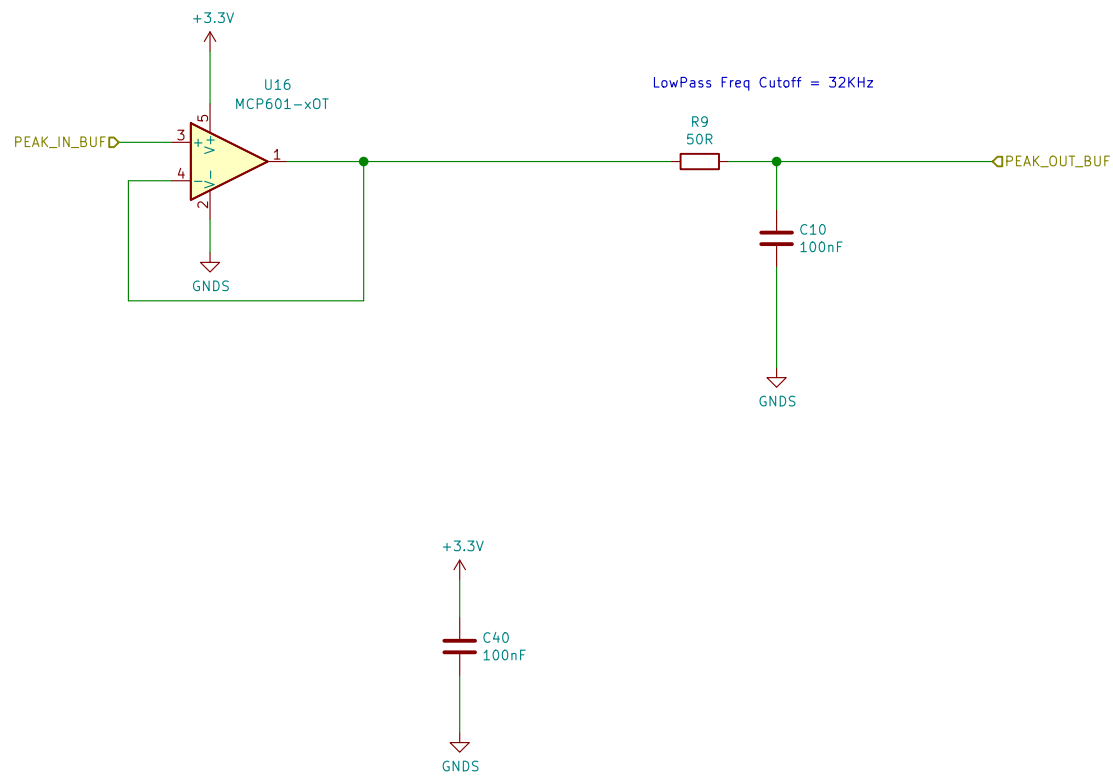 +3.3V
U16
MCP601-xOT
LowPass Freq Cutoff = 32KHz
R9
50R
PEAK_IN_BUF
3
+
5
V+
1
4
-
V-
2
PEAK_OUT_BUF
C10
100nF
GNDS
GNDS
+3.3V
C40
100nF
GNDS